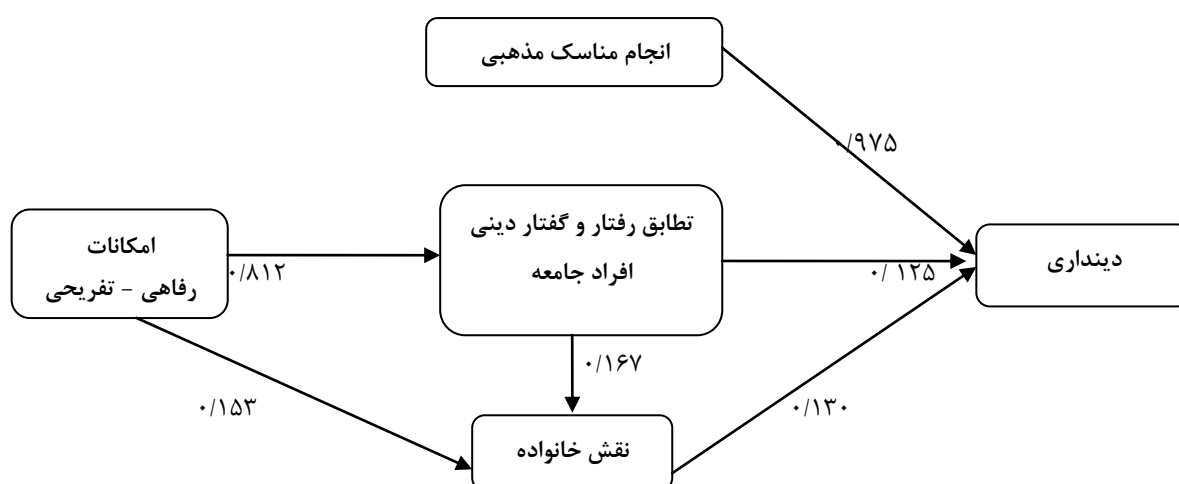 انجام مناسک مذهبی
۰/۹۷۵
تطابق رفتار و گفتار دینی
افراد جامعه
امکانات
رفاهی - تفریحی
دینداری
۰/۸۱۲
۰/ ۱۲۵
۰/۱۶۷
۰/۱۵۳
۰/۱۳۰
نقش خانواده